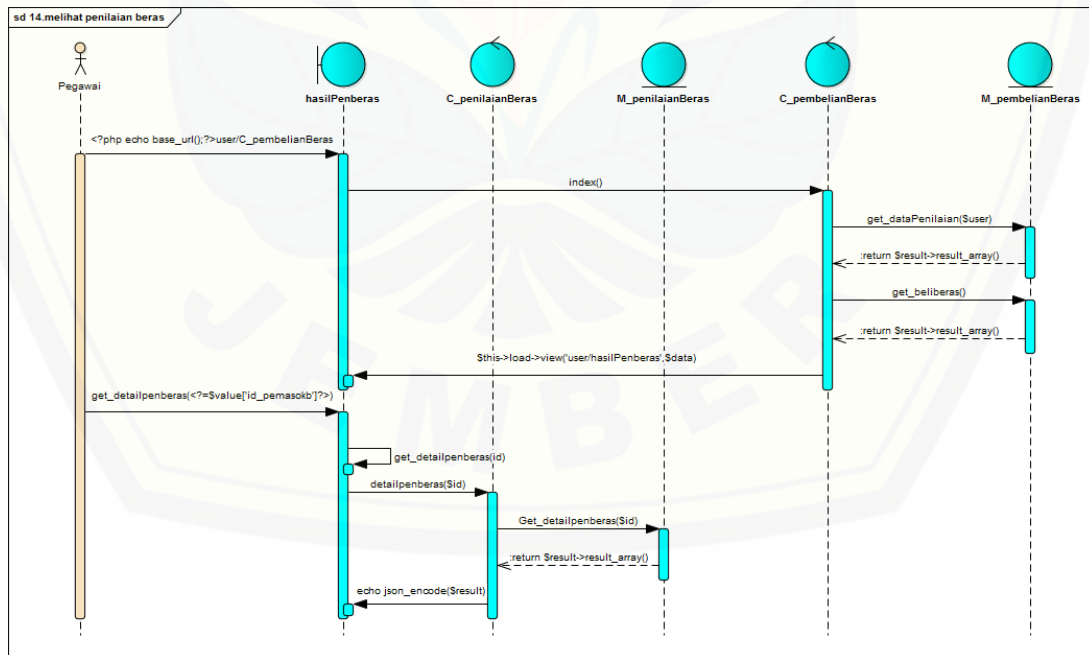 sd 14.melihat penilaian beras
Pegawai
hasilPenberas
C_penilaianBeras
M_penilaianBeras
C_pembelianBeras
M_pembelianBeras
<?php echo base_url();?>user/C_pembelianBeras
index()
get_dataPenilaian($user)
:return $result->result_array()
get_beliberas()
:return $result->result_array()
$this->load->view('user/hasilPenberas',$data)
get_detailpenberas(<?=$value['id_pemasokb']?>)
get_detailpenberas(id)
detailpenberas($id)
Get_detailpenberas($id)
:return $result->result_array()
echo json_encode($result)
JEMBER